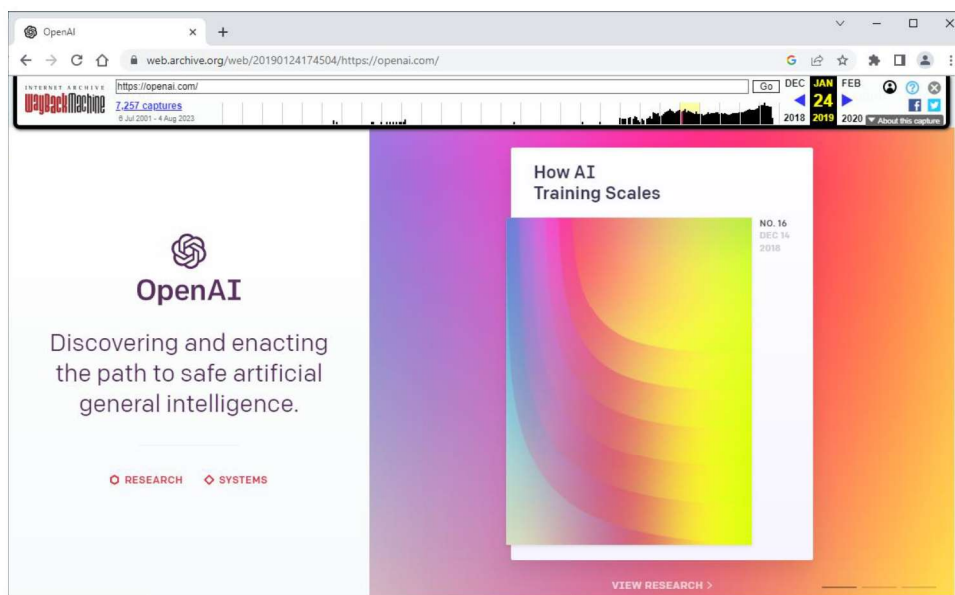 OpenAI
web.archive.org/web/20190124174504/https://openai.com/
INTERNET ARCHIVE
WayBackMachine
https://openai.com/
Go
DEC JAN FEB
7,257 captures
24
6 Jul 2001 - 4 Aug 2023
2018 2019 2020
About this capture
How AI
Training Scales
NO. 16
DEC 14
2018
OpenAI
Discovering and enacting
the path to safe artificial
general intelligence.
RESEARCH SYSTEMS
VIEW RESEARCH >